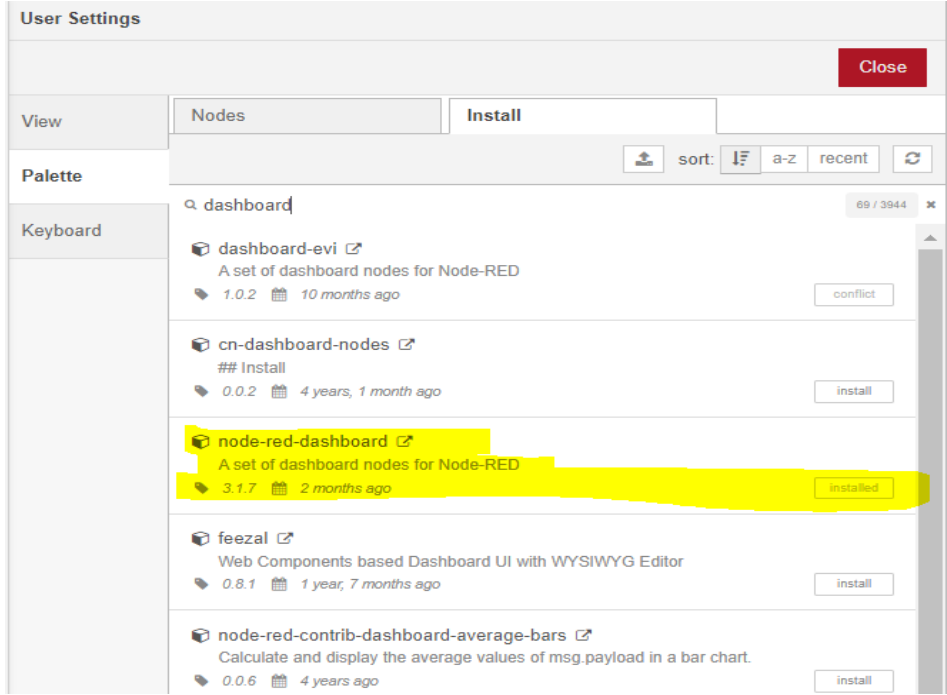 User Settings
Close
View
Nodes
Install
Palette
sort:
a-z
recent
dashboard
69 / 3944
Keyboard
dashboard-evi
A set of dashboard nodes for Node-RED
1.0.2 10 months ago
conflict
cn-dashboard-nodes
## Install
0.0.2 4 years, 1 month ago
install
node-red-dashboard
A set of dashboard nodes for Node-RED
3.1.7 2 months ago
installed
feezal
Web Components based Dashboard UI with WYSIWYG Editor
0.8.1 1 year, 7 months ago
install
node-red-contrib-dashboard-average-bars
Calculate and display the average values of msg.payload in a bar chart.
0.0.6 4 years ago
install